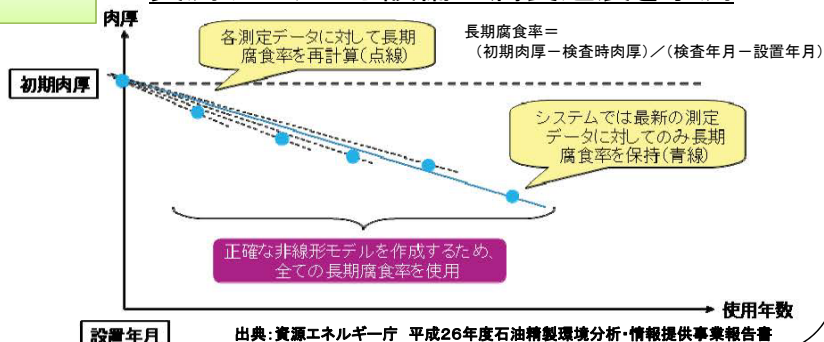 肉厚
各測定データに対して長期
腐食率を再計算(点線)
長期腐食率＝
(初期肉厚－検査時肉厚)／(検査年月－設置年月)
初期肉厚
システムでは最新の測定
データに対してのみ長期
腐食率を保持(青線)
正確な非線形モデルを作成するため、
全ての長期腐食率を使用
使用年数
設置年月
出典：資源エネルギー庁 平成26年度石油精製環境分析・情報提供事業報告書